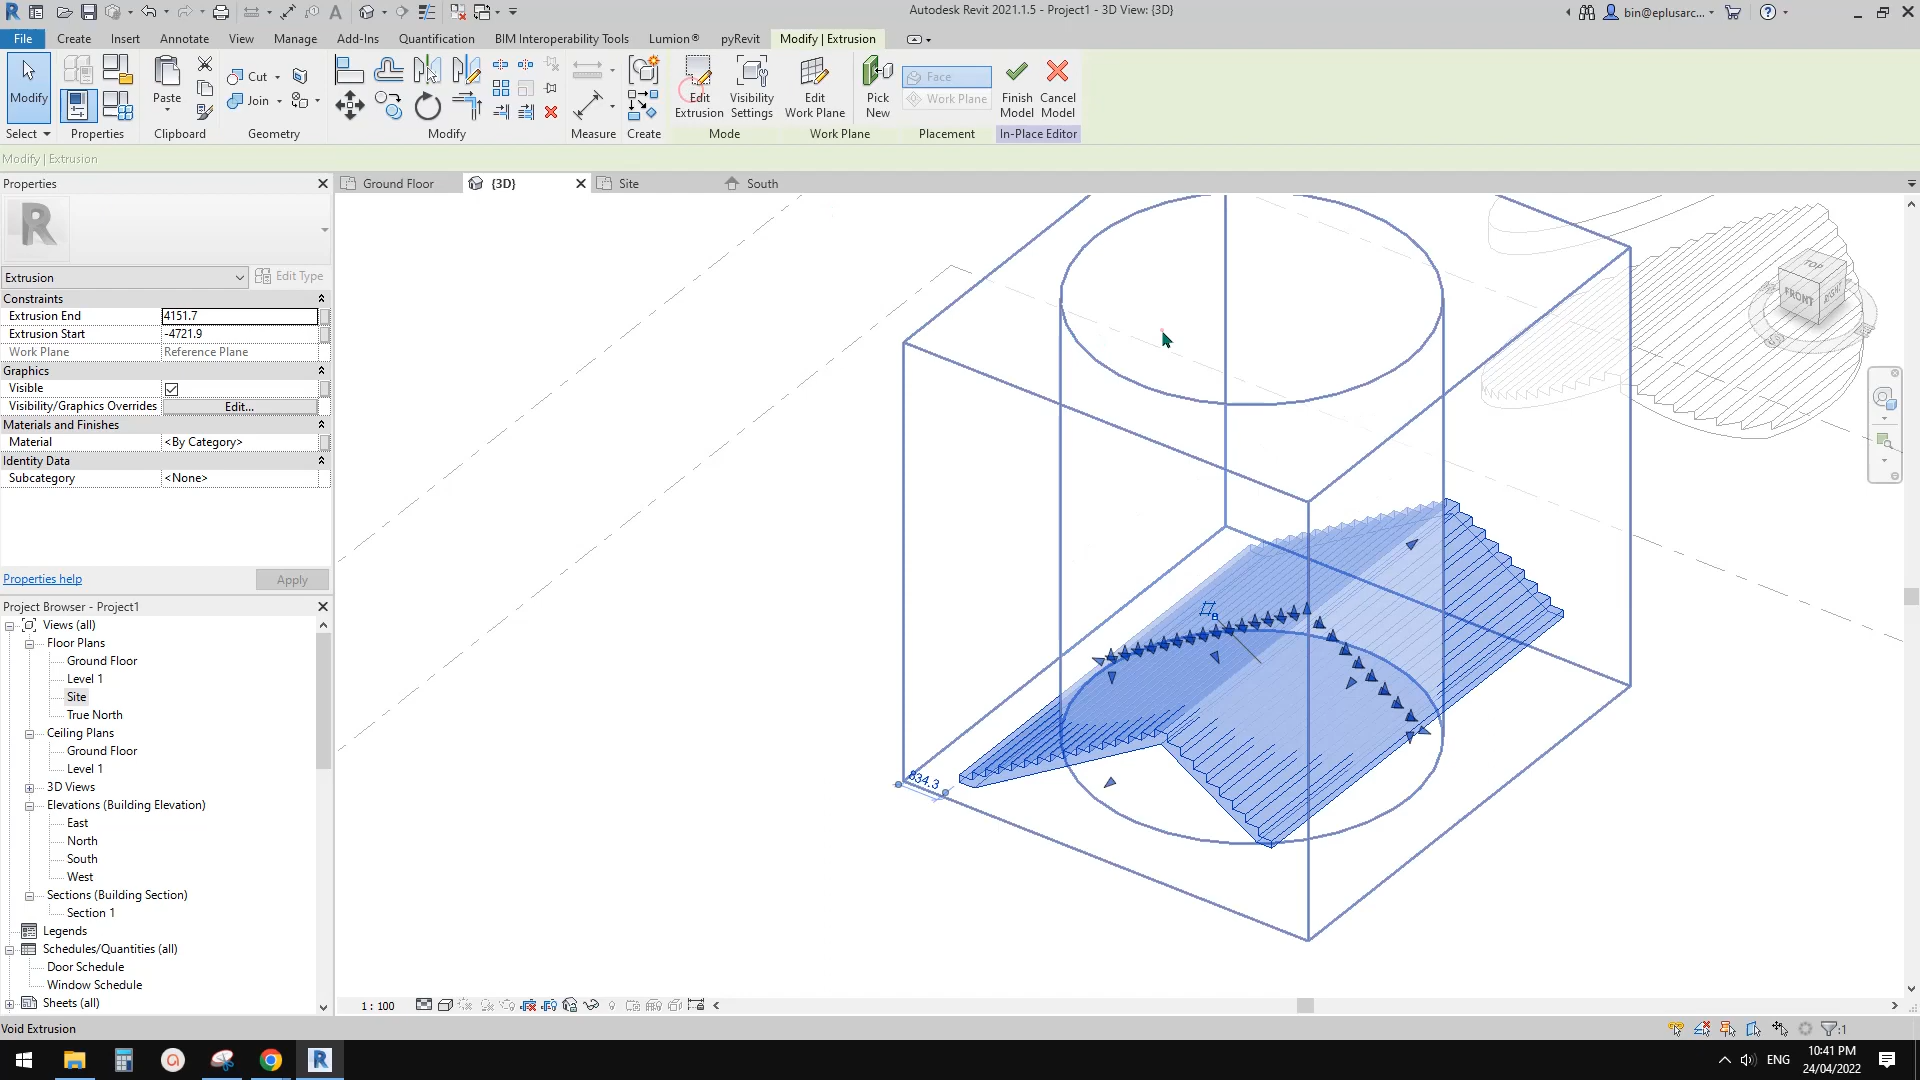 Autodesk Revit 2021.1.5 - Project1 - 3D View: {3D}
bin@eplusarc...
File
Create
Insert
Annotate
View
Manage
Add-Ins
Quantification
BIM Interoperability Tools
Lumion®
pyRevit
Modify | Extrusion
Modify
Paste
Cut
Join
Edit Extrusion
Visibility Settings
Edit Work Plane
Pick New
Face
Work Plane
Finish Model
Cancel Model
Select
Properties
Clipboard
Geometry
Modify
Measure
Create
Mode
Work Plane
Placement
In-Place Editor
Modify | Extrusion
Properties
Ground Floor
{3D}
Site
South
Extrusion
Edit Type
Constraints
Extrusion End 4151.7
Extrusion Start -4721.9
Work Plane Reference Plane
Graphics
Visible
Visibility/Graphics Overrides Edit...
Materials and Finishes
Material <By Category>
Identity Data
Subcategory <None>
Properties help
Apply
Project Browser - Project1
Views (all)
Floor Plans
Ground Floor
Level 1
Site
True North
Ceiling Plans
Ground Floor
Level 1
3D Views
Elevations (Building Elevation)
East
North
South
West
Sections (Building Section)
Section 1
Legends
Schedules/Quantities (all)
Door Schedule
Window Schedule
Sheets (all)
TOP
FRONT
RIGHT
834.3
1 : 100
Void Extrusion
:1
ENG
10:41 PM
24/04/2022